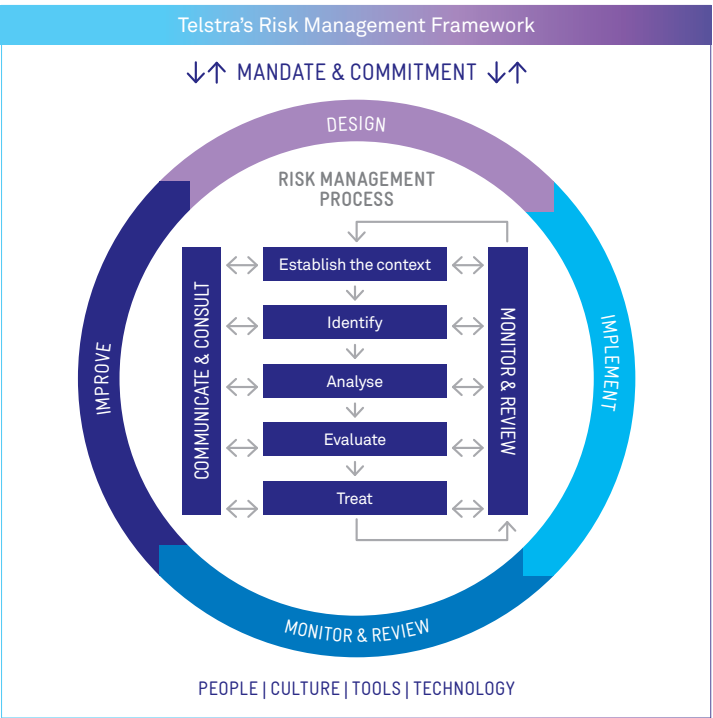 Telstra's Risk Management Framework
MANDATE & COMMITMENT
DESIGN
RISK MANAGEMENT
PROCESS
Establish the context
Identify
Analyse
Evaluate
Treat
COMMUNICATE & CONSULT
MONITOR & REVIEW
IMPROVE
IMPLEMENT
MONITOR & REVIEW
PEOPLE | CULTURE | TOOLS | TECHNOLOGY